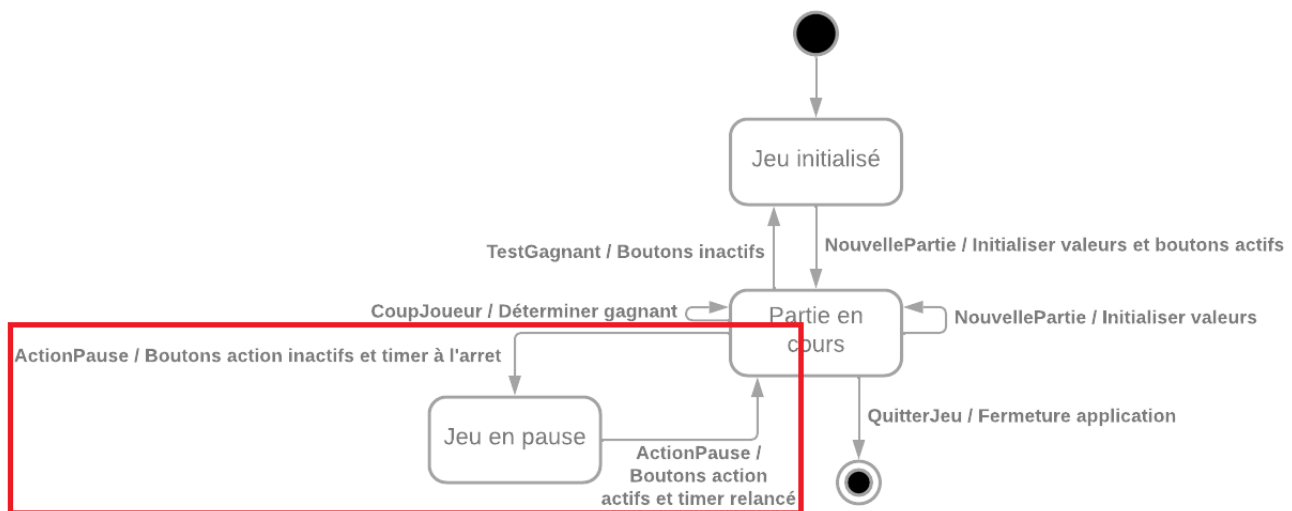 Jeu initialisé
TestGagnant / Boutons inactifs
NouvellePartie / Initialiser valeurs et boutons actifs
CoupJoueur / Déterminer gagnant
Partie en
cours
NouvellePartie / Initialiser valeurs
ActionPause / Boutons action inactifs et timer à l'arret
QuitterJeu / Fermeture application
Jeu en pause
ActionPause /
Boutons action
actifs et timer relancé